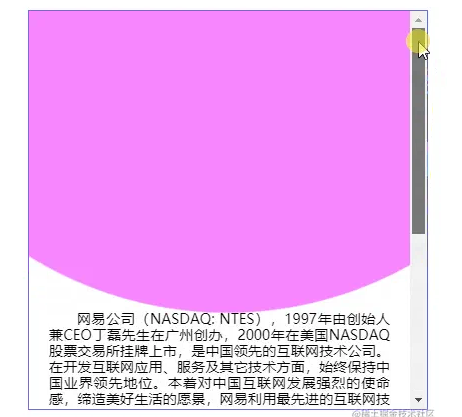 网易公司（NASDAQ: NTES），1997年由创始人
兼CEO丁磊先生在广州创办，2000年在美国NASDAQ
股票交易所挂牌上市，是中国领先的互联网技术公司。
在开发互联网应用、服务及其它技术方面，始终保持中
国业界领先地位。本着对中国互联网发展强烈的使命
感，缔造美好生活的愿景，网易利用最先进的互联网技
@稀土掘金技术社区